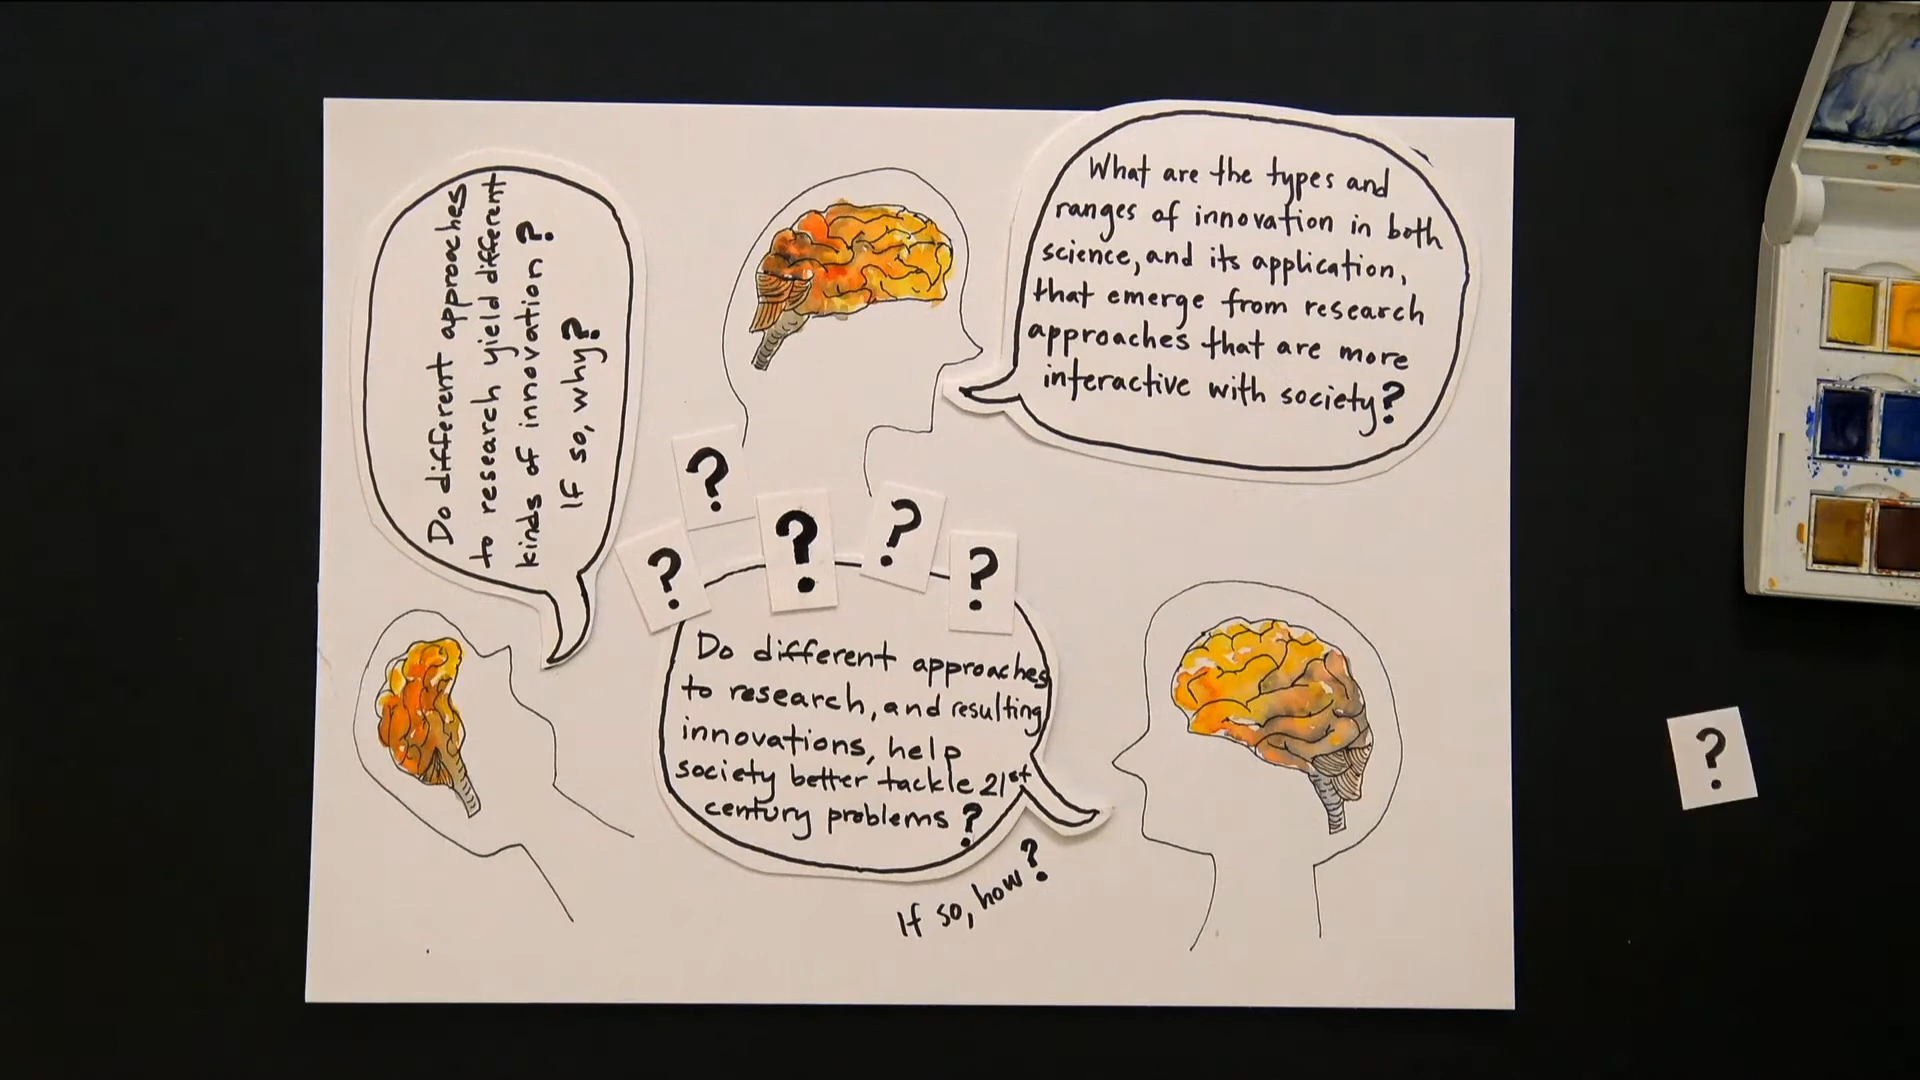 Do different approaches
to research yield different
kinds of innovation?
If so, why?
What are the types and
ranges of innovation in both
science, and its application,
that emerge from research
approaches that are more
interactive with society?
?
?
?
?
?
Do different approaches
to research, and resulting
innovations, help
society better tackle 21st
century problems?
If so, how?
?